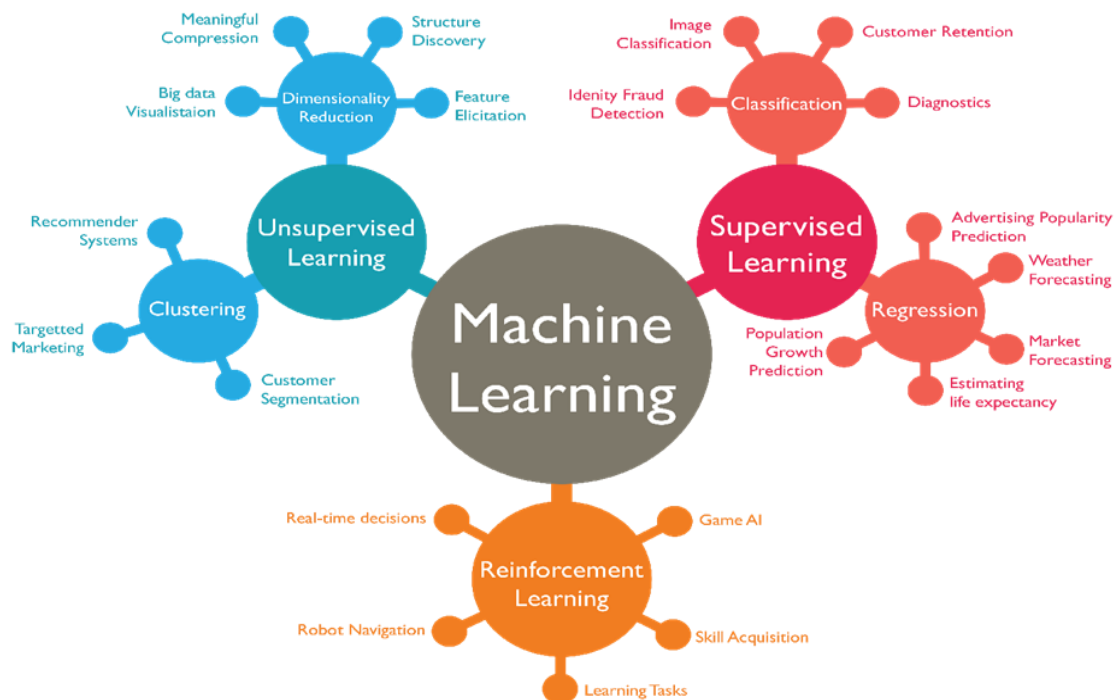 Meaningful
Compression
Structure
Discovery
Big data
Visualistaion
Dimensionality
Reduction
Feature
Elicitation
Unsupervised
Learning
Recommender
Systems
Clustering
Targetted
Marketing
Customer
Segmentation
Machine
Learning
Image
Classification
Customer Retention
Idenity Fraud
Detection
Classification
Diagnostics
Supervised
Learning
Advertising Popularity
Prediction
Weather
Forecasting
Regression
Population
Growth
Prediction
Market
Forecasting
Estimating
life expectancy
Real-time decisions
Game AI
Reinforcement
Learning
Robot Navigation
Skill Acquisition
Learning Tasks